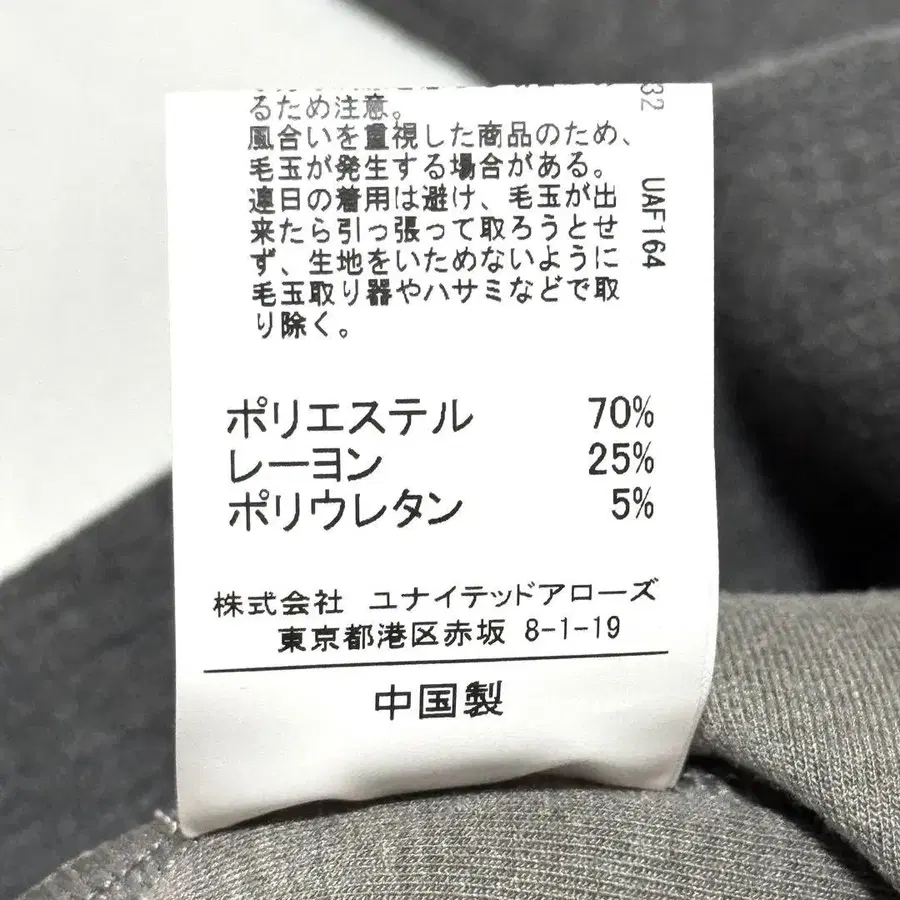 るため注意。
風合いを重視した商品のため、
毛玉が発生する場合がある。
連日の着用は避け、毛玉が出
来たら引っ張って取ろうとせ
ず、生地をいためないように
毛玉取り器やハサミなどで取
り除く。
32 UAF164
ポリエステル 70%
レーヨン 25%
ポリウレタン 5%
株式会社 ユナイテッドアローズ
東京都港区赤坂 8-1-19
中国製